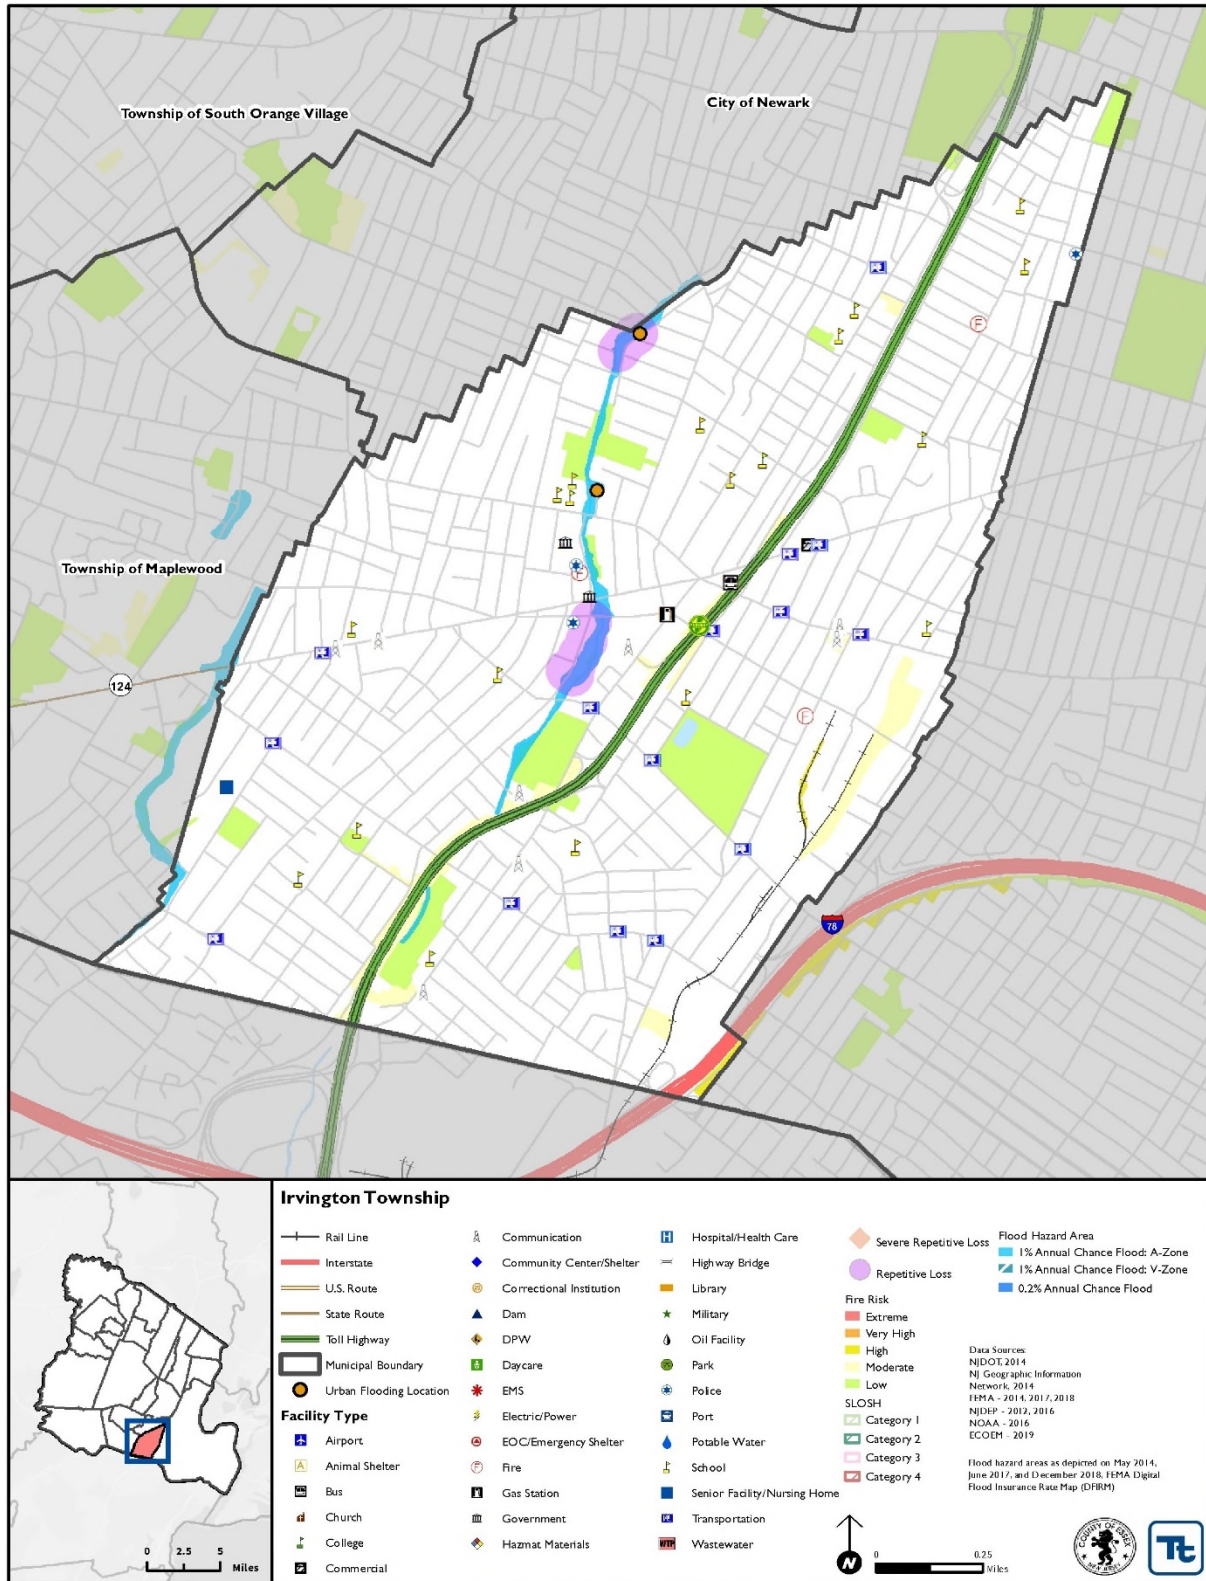 Township of South Orange Village
City of Newark
Township of Maplewood
124
78
Irvington Township
Rail Line
Interstate
U.S. Route
State Route
Toll Highway
Municipal Boundary
Urban Flooding Location
Facility Type
Airport
Animal Shelter
Bus
Church
College
Commercial
Communication
Community Center/Shelter
Correctional Institution
Dam
DPW
Daycare
EMS
Electric/Power
EOC/Emergency Shelter
Fire
Gas Station
Government
Hazmat Materials
Hospital/Health Care
Highway Bridge
Library
Military
Oil Facility
Park
Police
Port
Potable Water
School
Senior Facility/Nursing Home
Transportation
WTP Wastewater
Severe Repetitive Loss
Repetitive Loss
Fire Risk
Extreme
Very High
High
Moderate
Low
SLOSH
Category 1
Category 2
Category 3
Category 4
Flood Hazard Area
1% Annual Chance Flood: A-Zone
1% Annual Chance Flood: V-Zone
0.2% Annual Chance Flood
Data Sources:
NJDOT, 2014
NJ Geographic Information
Network, 2014
FEMA - 2014, 2017, 2018
NJDEP - 2012, 2016
NOAA - 2016
ECOEM - 2019
Flood hazard areas as depicted on May 2014,
June 2017, and December 2018, FEMA Digital
Flood Insurance Rate Map (DFIRM)
0 2.5 5
Miles
N
0 0.25
Miles
COUNTY OF ESSEX
NEW JERSEY
Tt